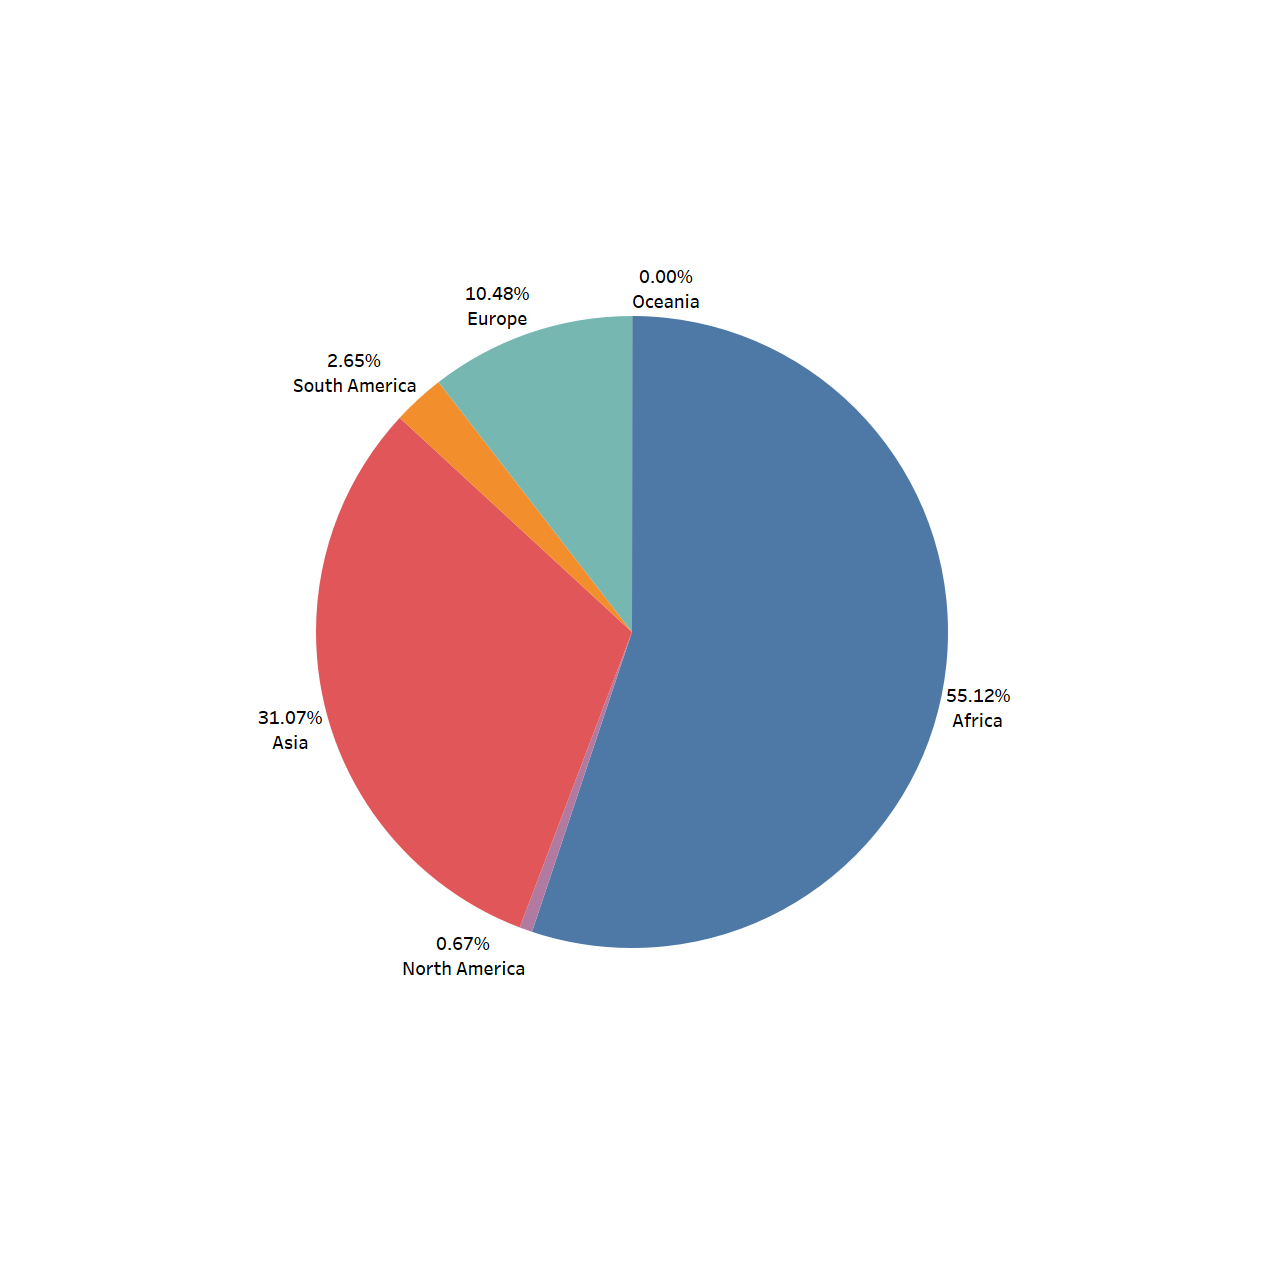 0.00%
Oceania
10.48%
Europe
2.65%
South America
55.12%
Africa
31.07%
Asia
0.67%
North America